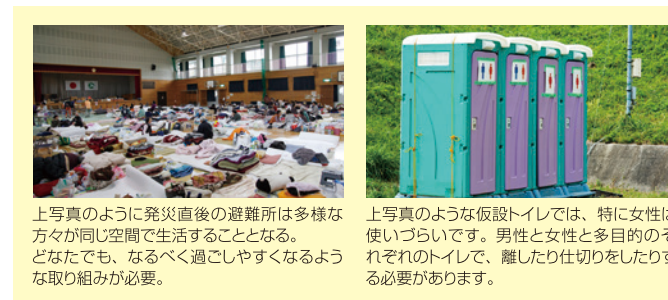 上写真のように発災直後の避難所は多様な
方々が同じ空間で生活することとなる。
どなたでも、なるべく過ごしやすくなるよう
な取り組みが必要。
上写真のような仮設トイレでは、特に女性は
使いづらいです。男性と女性と多目的のそ
れぞれのトイレで、離したり仕切りをしたりす
る必要があります。